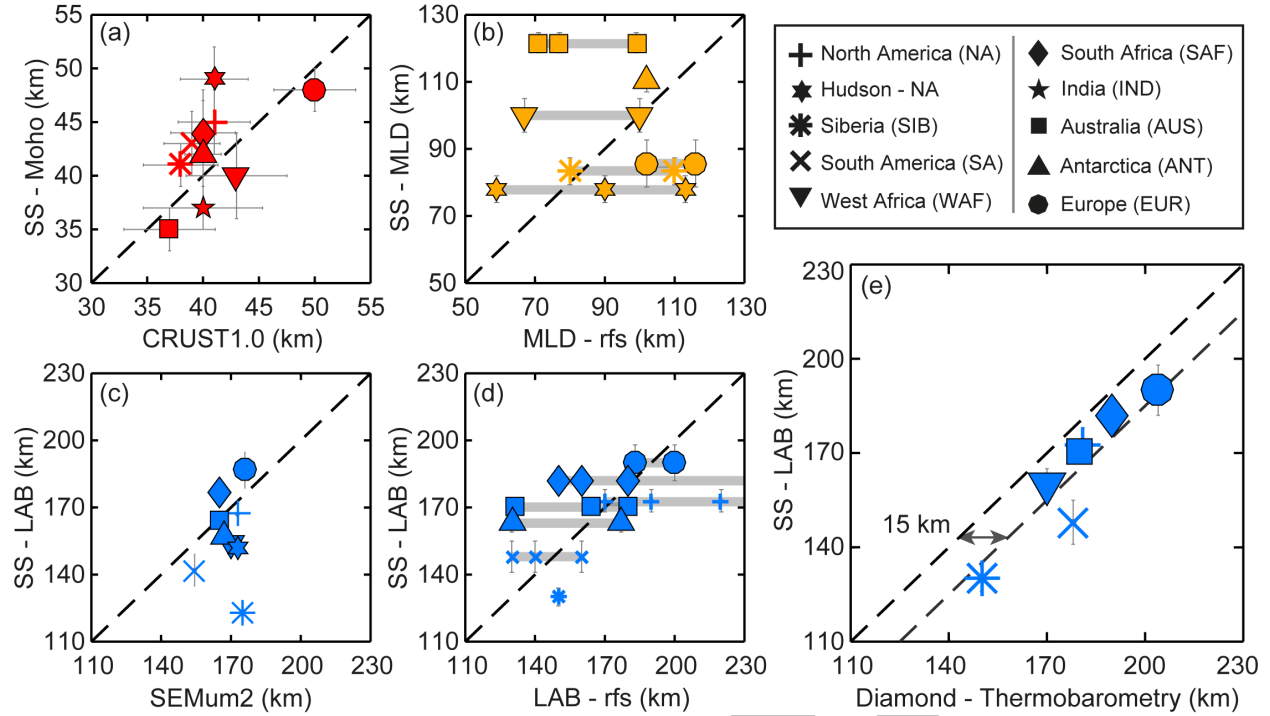 (a)
SS - Moho (km)
55
50
45
40
35
30
30 35 40 45 50 55
CRUST1.0 (km)
(b)
SS - MLD (km)
130
110
90
70
50
50 70 90 110 130
MLD - rfs (km)
North America (NA)
Hudson - NA
Siberia (SIB)
South America (SA)
West Africa (WAF)
South Africa (SAF)
India (IND)
Australia (AUS)
Antarctica (ANT)
Europe (EUR)
(c)
SS - LAB (km)
230
200
170
140
110
110 140 170 200 230
SEMum2 (km)
(d)
SS - LAB (km)
230
200
170
140
110
110 140 170 200 230
LAB - rfs (km)
(e)
SS - LAB (km)
230
200
170
140
110
15 km
110 140 170 200 230
Diamond - Thermobarometry (km)